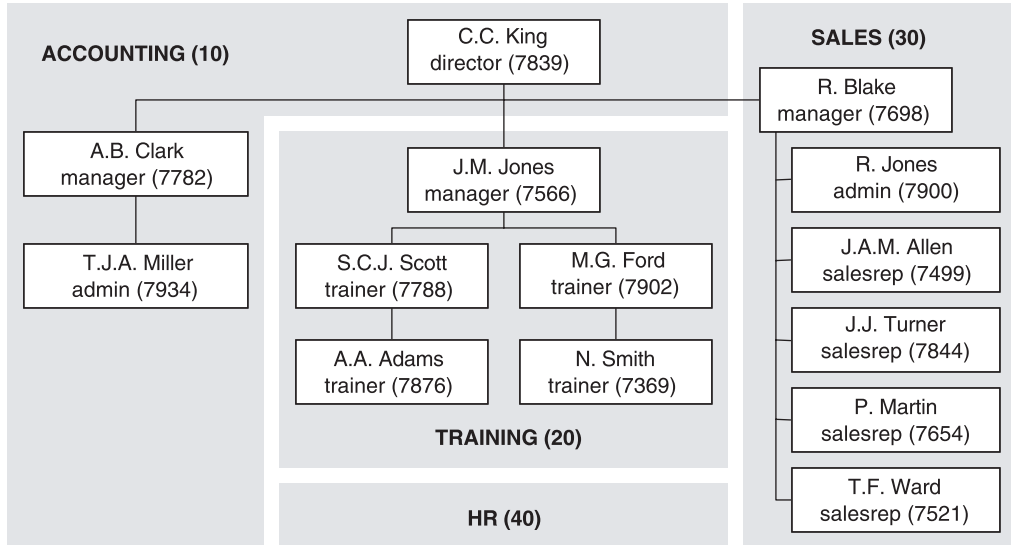 ACCOUNTING (10)
C.C. King
director (7839)
SALES (30)
R. Blake
manager (7698)
A.B. Clark
manager (7782)
J.M. Jones
manager (7566)
R. Jones
admin (7900)
T.J.A. Miller
admin (7934)
S.C.J. Scott
trainer (7788)
M.G. Ford
trainer (7902)
J.A.M. Allen
salesrep (7499)
A.A. Adams
trainer (7876)
N. Smith
trainer (7369)
J.J. Turner
salesrep (7844)
P. Martin
salesrep (7654)
TRAINING (20)
T.F. Ward
salesrep (7521)
HR (40)